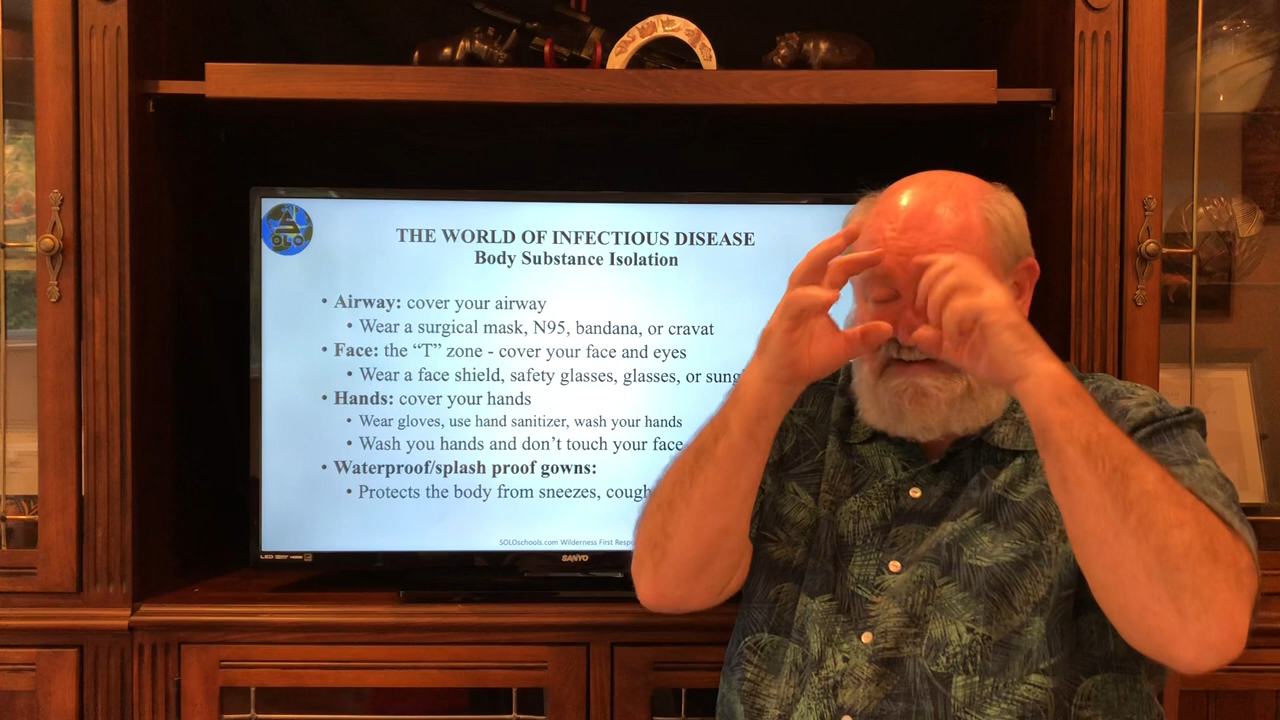 SOLO
THE WORLD OF INFECTIOUS DISEASE
Body Substance Isolation
• Airway: cover your airway
• Wear a surgical mask, N95, bandana, or cravat
• Face: the “T” zone - cover your face and eyes
• Wear a face shield, safety glasses, glasses, or
• Hands: cover your hands
• Wear gloves, use hand sanitizer, wash your hands
• Wash you hands and don’t touch your face
• Waterproof/splash proof gowns:
• Protects the body from sneezes,
SOLOschools.com Wilderness First
LED
HDMI
SANYO